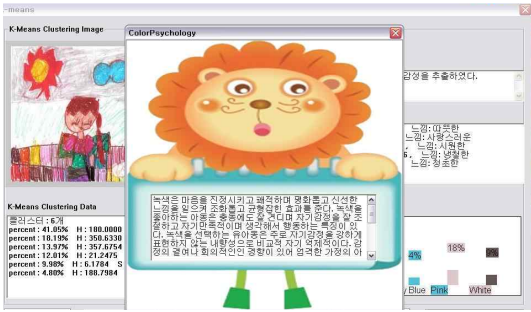 -means
K-Means Clustering Image
ColorPsychology
감성을 추출하였다.
느낌:따뜻한
느낌:사랑스러운
, 느낌:시원한
느낌:냉철한
느낌:청초한
녹색은 마음을 진정시키고 쾌적하며 평화롭고 신선한
느낌을 일으켜 조화롭고 균형잡힌 효과를 준다. 녹색을
좋아하는 아동은 충동에도 잘 견디며 자기감정을 잘 조
절하고 자기만족적이며 생각해서 행동하는 특징이 있
다. 녹색을 선택하는 유아동은 주로 자기감정을 강하게
표현하지 않는 내향성으로 비교적 자기 억제적이다. 감
정의 결여나 회의적인인 경향이 있어 엄격한 가정의 아
K-Means Clustering Data
클러스터 : 6개
percent : 41.05% H : 180.0000
percent : 18.19% H : 350.6330
percent : 13.97% H : 357.6754
percent : 12.01% H : 21.2475
percent : 9.98% H : 6.1784 S
percent : 4.80% H : 188.7984
4%
18%
9%
y Blue Pink White